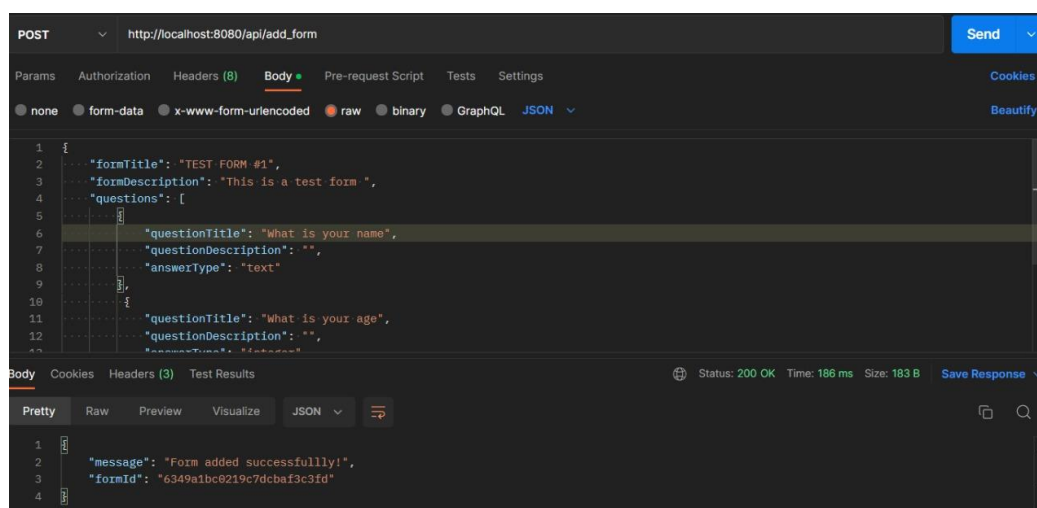 POST http://localhost:8080/api/add_form Send
Params Authorization Headers (8) Body Pre-request Script Tests Settings Cookies
none form-data x-www-form-urlencoded raw binary GraphQL JSON Beautify
1 {
2 "formTitle": "TEST FORM #1",
3 "formDescription": "This is a test form ",
4 "questions": [
5 {
6 "questionTitle": "What is your name",
7 "questionDescription": "",
8 "answerType": "text"
9 },
10 {
11 "questionTitle": "What is your age",
12 "questionDescription": "",
13 "answerType": "integer"
Body Cookies Headers (3) Test Results Status: 200 OK Time: 186 ms Size: 183 B Save Response
Pretty Raw Preview Visualize JSON
1 {
2 "message": "Form added successfullly!",
3 "formId": "6349a1bc0219c7dcbaf3c3fd"
4 }